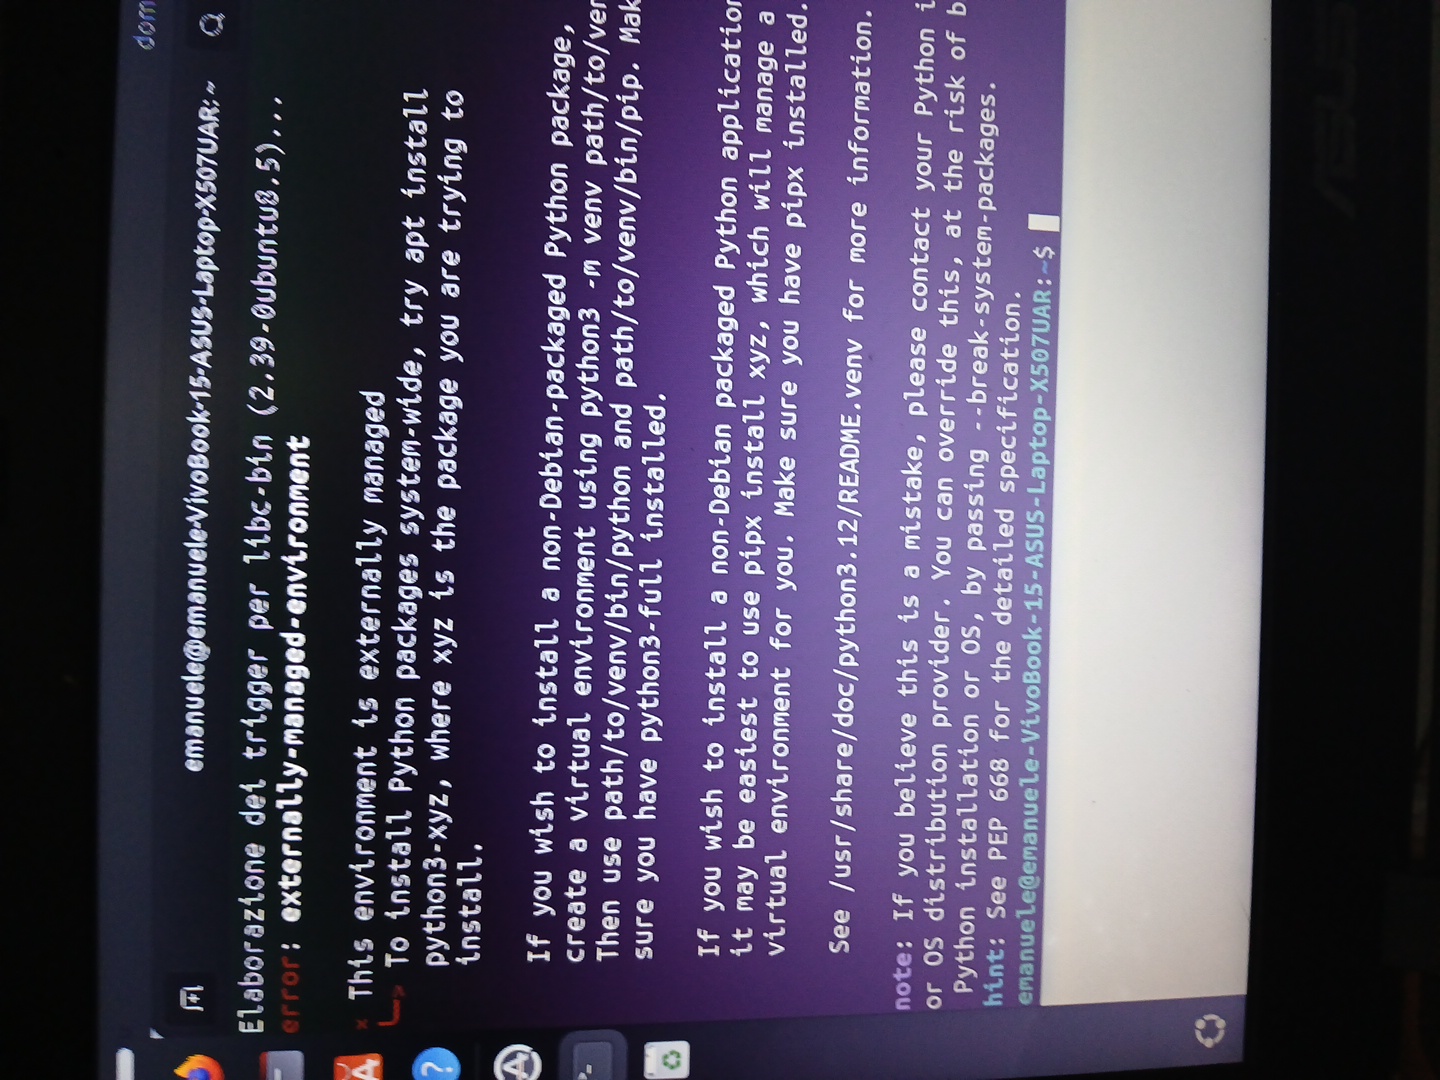 dom
emanuele@emanuele-VivoBook-15-ASUS-Laptop-X507UAR: ~
Elaborazione dei trigger per libc-bin (2.39-0ubuntu8.5)...
error: externally-managed-environment
× This environment is externally managed
╰─> To install Python packages system-wide, try apt install
python3-xyz, where xyz is the package you are trying to
install.
If you wish to install a non-Debian-packaged Python package,
create a virtual environment using python3 -m venv path/to/ven
Then use path/to/venv/bin/python and path/to/venv/bin/pip. Mak
sure you have python3-full installed.
If you wish to install a non-Debian packaged Python application
it may be easiest to use pipx install xyz, which will manage a
virtual environment for you. Make sure you have pipx installed.
See /usr/share/doc/python3.12/README.venv for more information.
note: If you believe this is a mistake, please contact your Python i
or OS distribution provider. You can override this, at the risk of b
Python installation or OS, by passing --break-system-packages.
hint: See PEP 668 for the detailed specification.
emanuele@emanuele-VivoBook-15-ASUS-Laptop-X507UAR:~$
ASUS